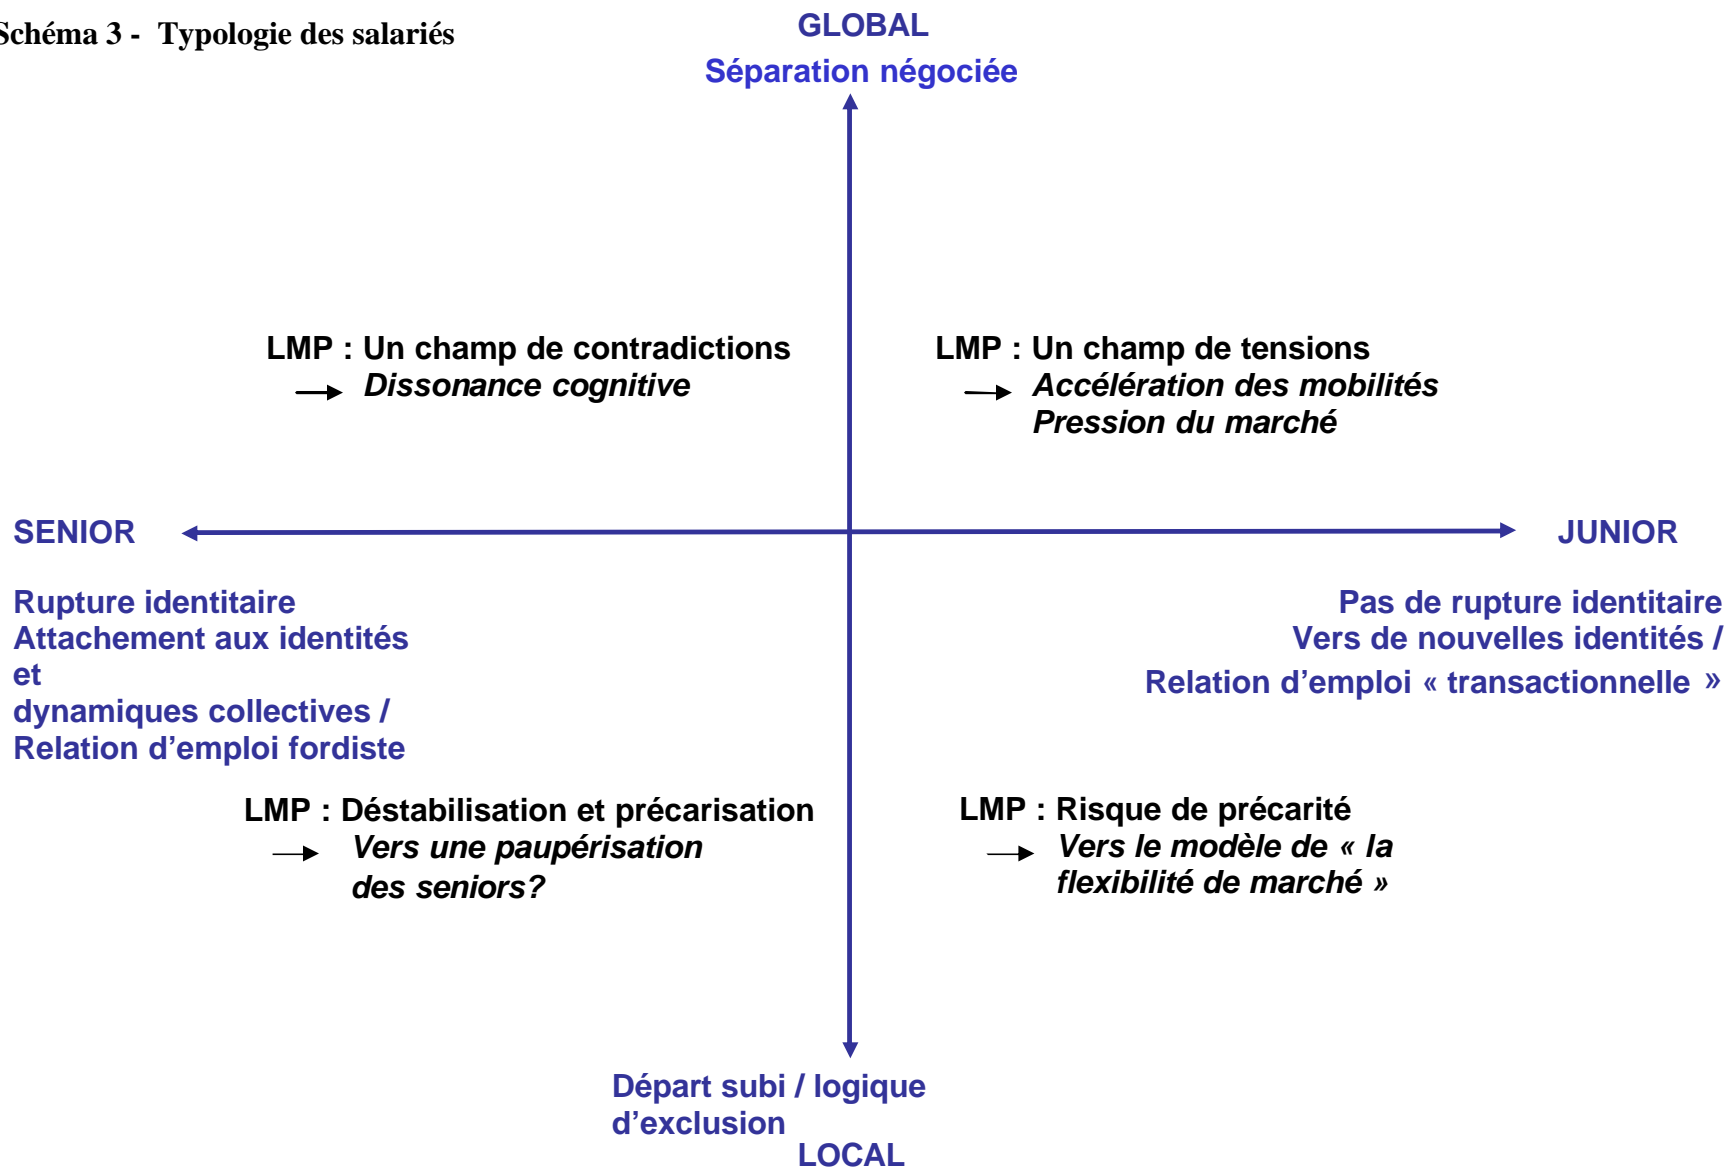 Schéma 3 - Typologie des salariés
GLOBAL
Séparation négociée
LMP : Un champ de contradictions
Dissonance cognitive
LMP : Un champ de tensions
Accélération des mobilités
Pression du marché
SENIOR
JUNIOR
Rupture identitaire
Attachement aux identités
et
dynamiques collectives /
Relation d’emploi fordiste
Pas de rupture identitaire
Vers de nouvelles identités /
Relation d’emploi « transactionnelle »
LMP : Déstabilisation et précarisation
Vers une paupérisation
des seniors?
LMP : Risque de précarité
Vers le modèle de « la
flexibilité de marché »
Départ subi / logique
d’exclusion
LOCAL